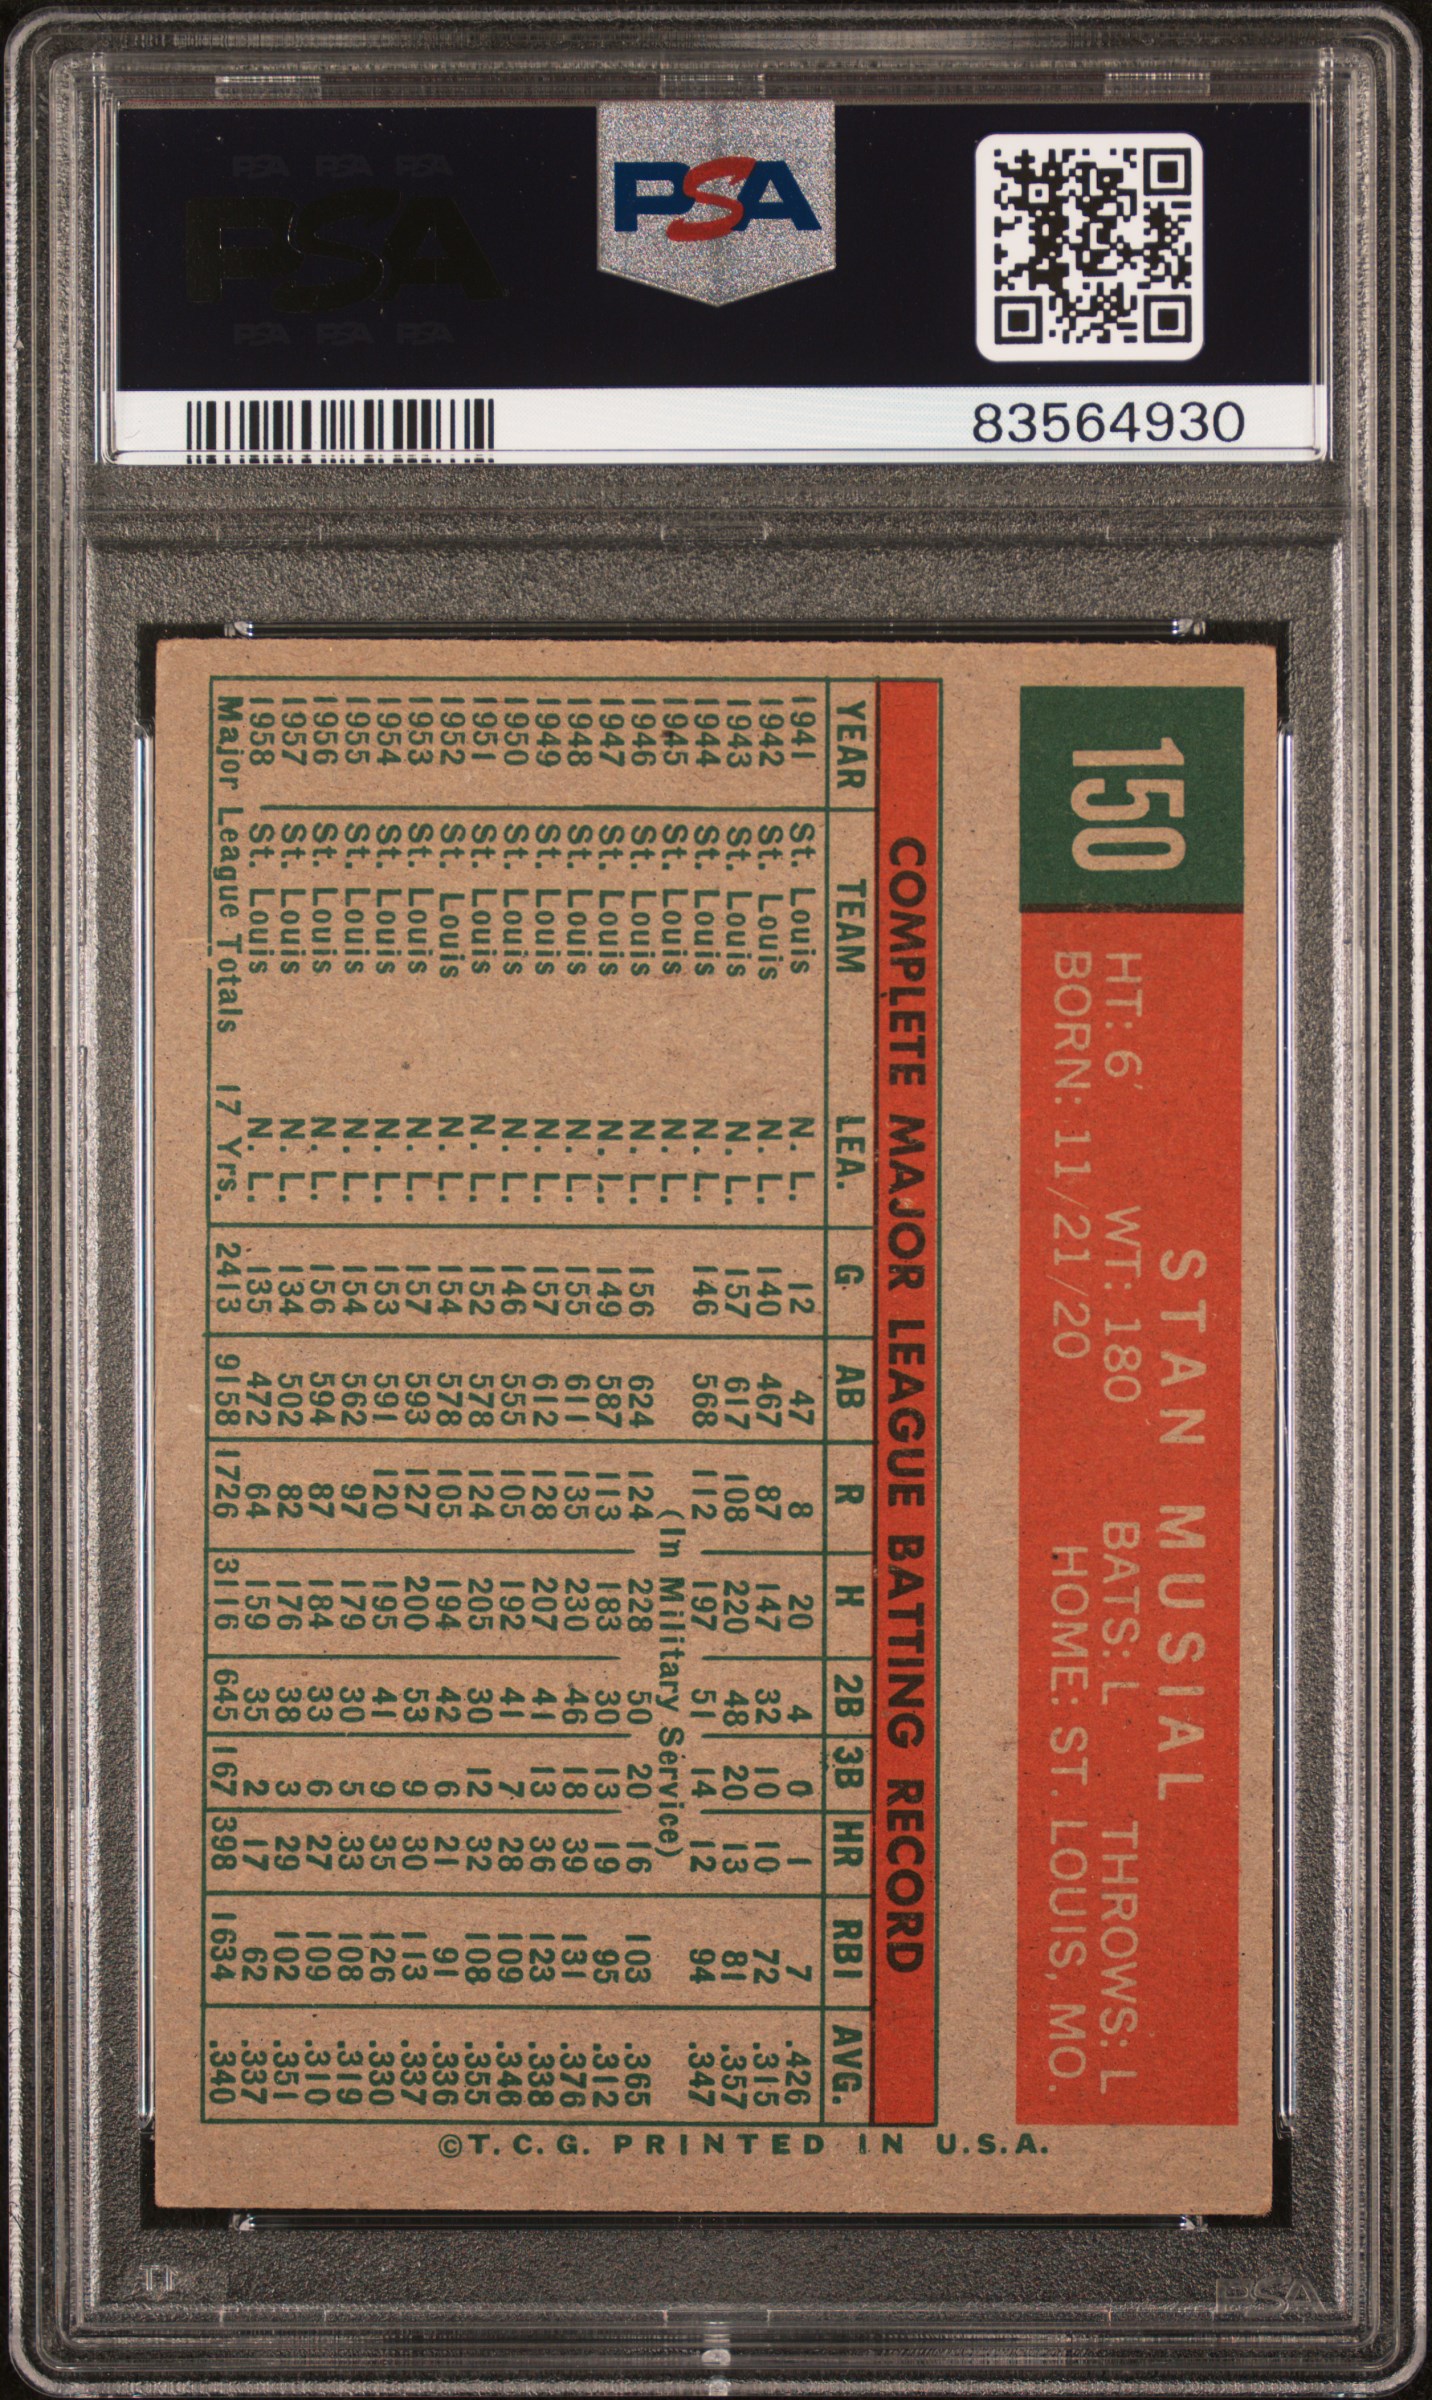 PSA PSA PSA
PSA
PSA PSA PSA
PSA
83564930
150
STAN MUSIAL
HT: 6' WT: 180 BATS: L THROWS: L
BORN: 11/21/20 HOME: ST. LOUIS, MO.
COMPLETE MAJOR LEAGUE BATTING RECORD
YEAR TEAM LEA. G AB R H 2B 3B HR RBI AVG.
1941 St. Louis N. L. 12 47 8 20 4 0 1 7 .426
1942 St. Louis N. L. 140 467 87 147 32 10 10 72 .315
1943 St. Louis N. L. 157 617 108 220 48 20 13 81 .357
1944 St. Louis N. L. 146 568 112 197 51 14 12 94 .347
1945 St. Louis N. L. (In Military Service)
1946 St. Louis N. L. 156 624 124 228 50 20 16 103 .365
1947 St. Louis N. L. 149 587 113 183 30 13 19 95 .312
1948 St. Louis N. L. 155 611 135 230 46 18 39 131 .376
1949 St. Louis N. L. 157 612 128 207 41 13 36 123 .338
1950 St. Louis N. L. 146 555 105 192 41 7 28 109 .346
1951 St. Louis N. L. 152 578 124 205 30 12 32 108 .355
1952 St. Louis N. L. 154 578 105 194 42 6 21 91 .336
1953 St. Louis N. L. 157 593 127 200 53 9 30 113 .337
1954 St. Louis N. L. 153 591 120 195 41 9 35 126 .330
1955 St. Louis N. L. 154 562 97 179 30 5 33 108 .319
1956 St. Louis N. L. 156 594 87 184 33 6 27 109 .310
1957 St. Louis N. L. 134 502 82 176 38 3 29 102 .351
1958 St. Louis N. L. 135 472 64 159 35 2 17 62 .337
Major League Totals 17 Yrs. 2413 9158 1726 3116 645 167 398 1634 .340
©T.C.G. PRINTED IN U.S.A.
PSA